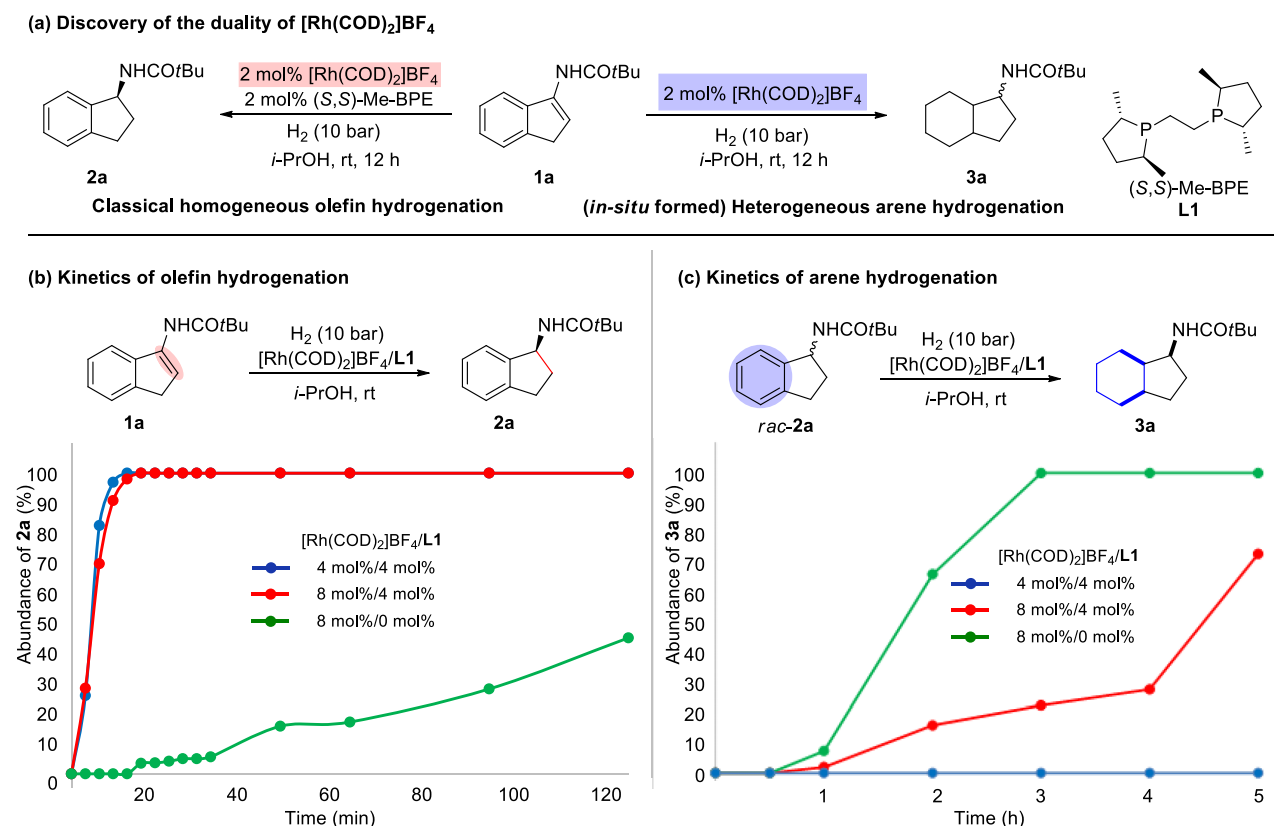 (a) Discovery of the duality of [Rh(COD)₂]BF₄
NHCOtBu
2a
2 mol% [Rh(COD)₂]BF₄
2 mol% (S,S)-Me-BPE
H₂ (10 bar)
i-PrOH, rt, 12 h
NHCOtBu
1a
2 mol% [Rh(COD)₂]BF₄
H₂ (10 bar)
i-PrOH, rt, 12 h
NHCOtBu
3a
P
P
(S,S)-Me-BPE
L1
Classical homogeneous olefin hydrogenation
(in-situ formed) Heterogeneous arene hydrogenation
(b) Kinetics of olefin hydrogenation
NHCOtBu
1a
H₂ (10 bar)
[Rh(COD)₂]BF₄/L1
i-PrOH, rt
NHCOtBu
2a
Abundance of 2a (%)
100
90
80
70
60
50
40
30
20
10
0
[Rh(COD)₂]BF₄/L1
4 mol%/4 mol%
8 mol%/4 mol%
8 mol%/0 mol%
20
40
60
80
100
120
Time (min)
(c) Kinetics of arene hydrogenation
NHCOtBu
rac-2a
H₂ (10 bar)
[Rh(COD)₂]BF₄/L1
i-PrOH, rt
NHCOtBu
3a
Abundance of 3a (%)
100
90
80
70
60
50
40
30
20
10
0
[Rh(COD)₂]BF₄/L1
4 mol%/4 mol%
8 mol%/4 mol%
8 mol%/0 mol%
1
2
3
4
5
Time (h)